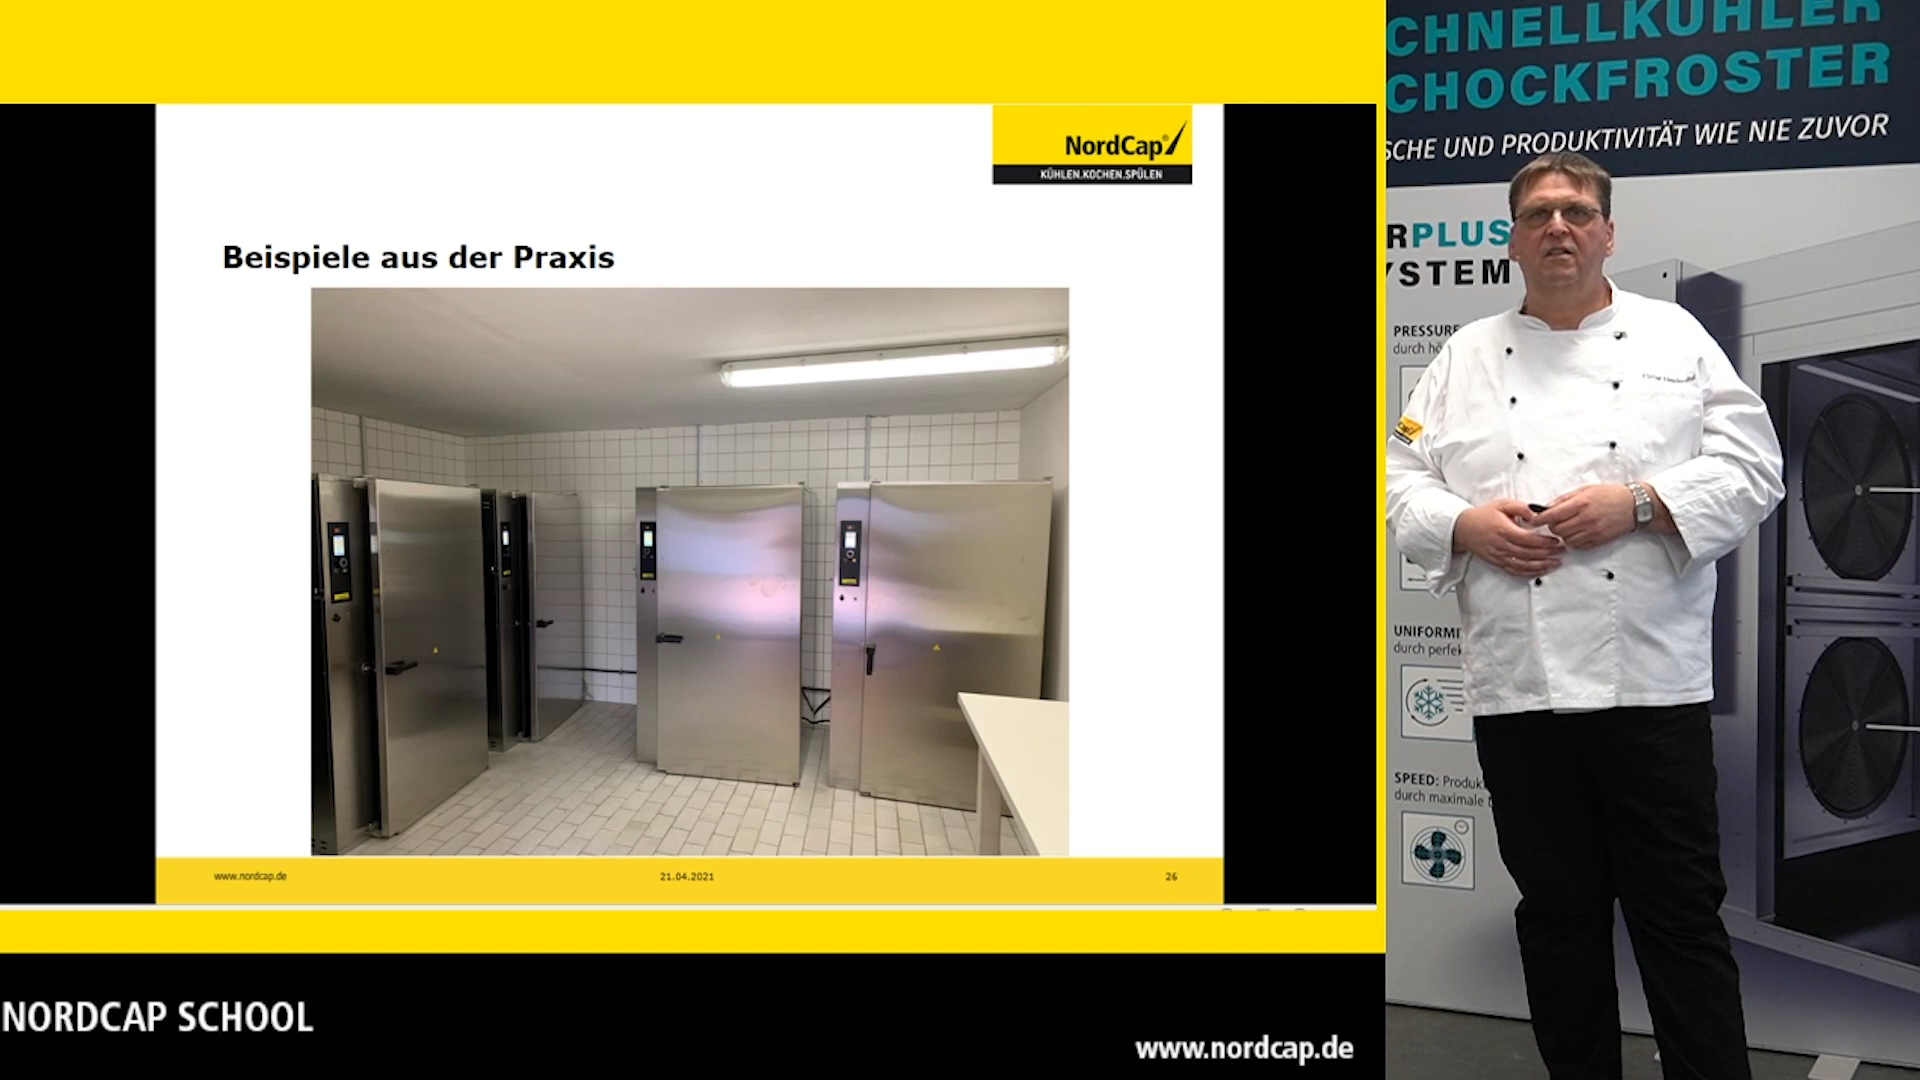 NordCap®
KÜHLEN.KOCHEN.SPÜLEN
Beispiele aus der Praxis
www.nordcap.de
21.04.2021
26
NORDCAP SCHOOL
www.nordcap.de
CHNELLKÜHLER
CHOCKFROSTER
SCHE UND PRODUKTIVITÄT WIE NIE ZUVOR
RPLUS
YSTEM
PRESSURE
durch
UNIFORMI
durch perfek
SPEED: Produk
durch maximale